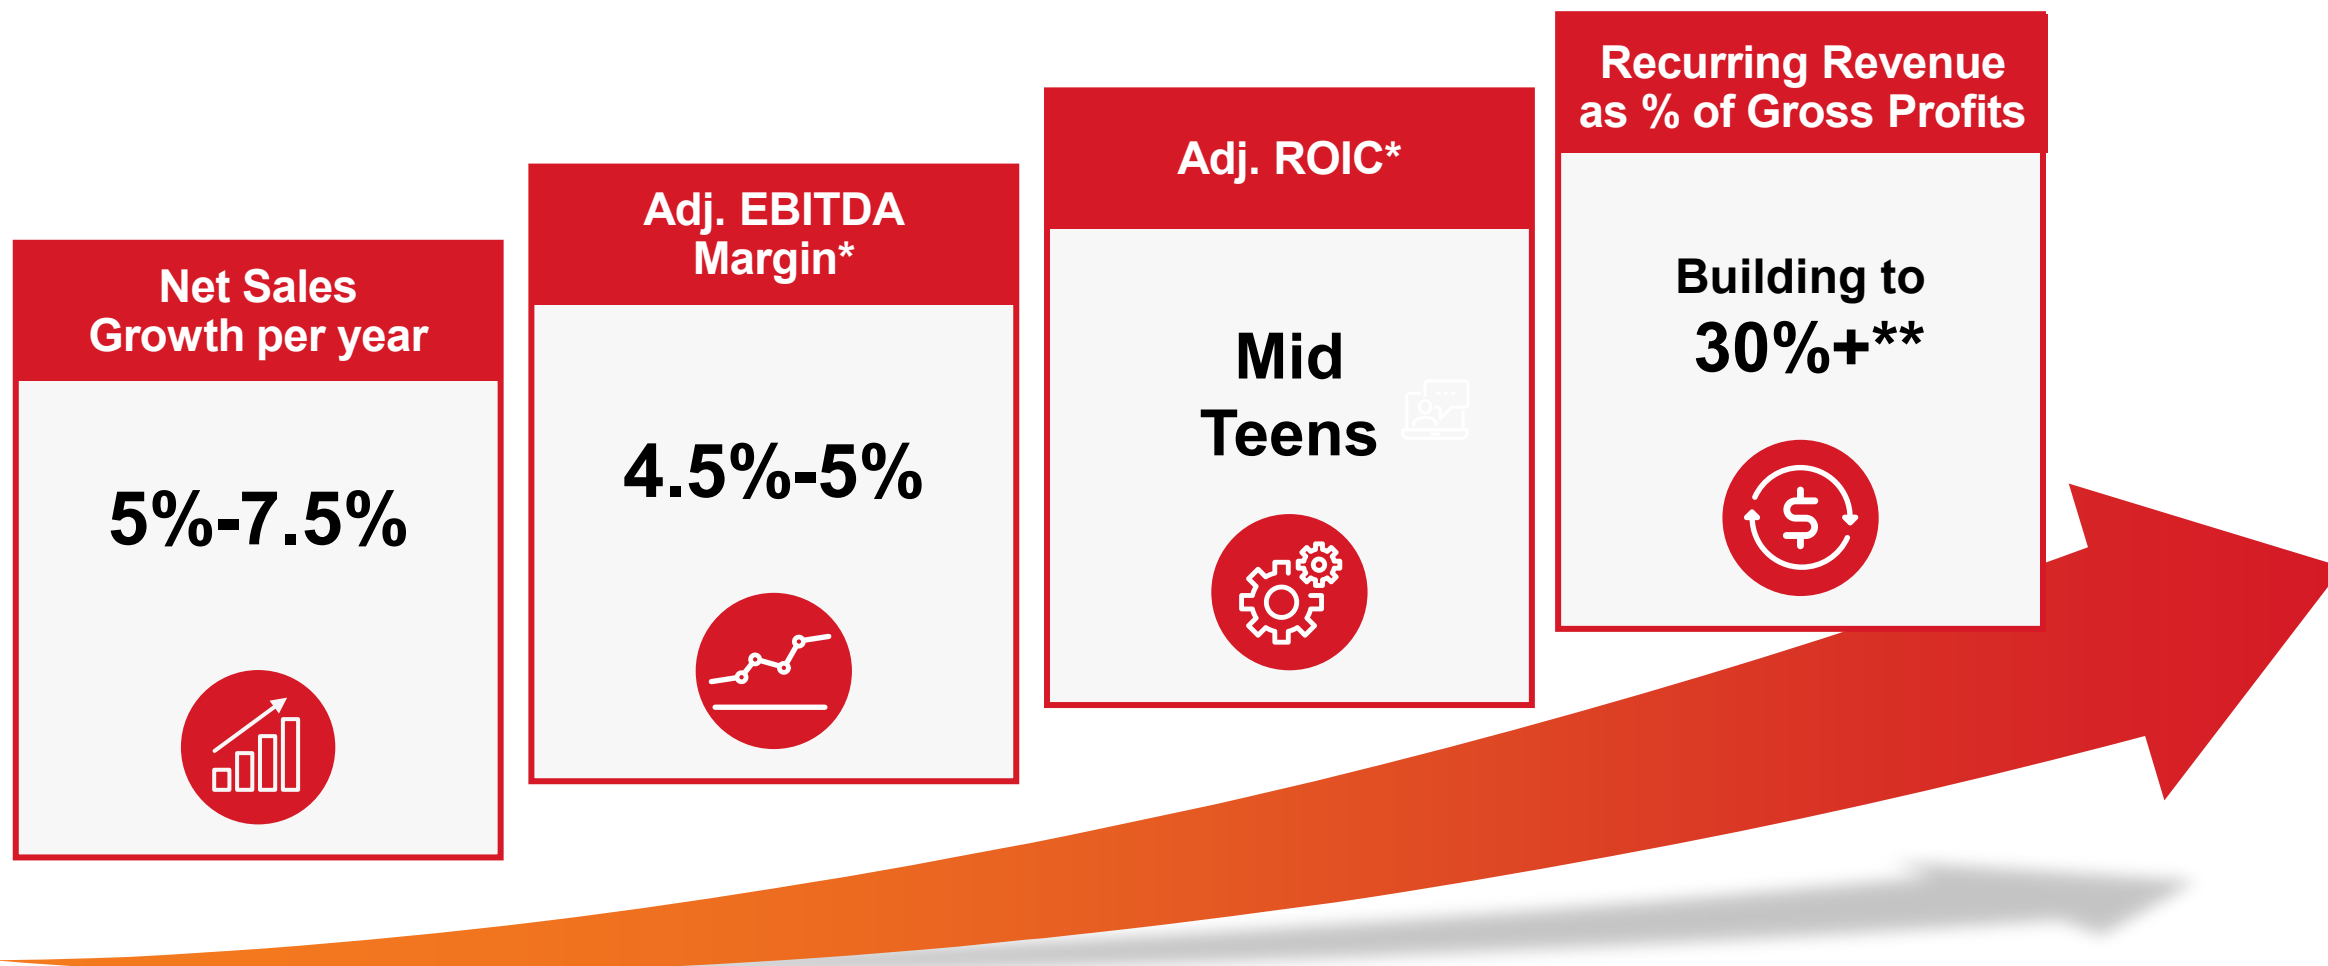 Net Sales
Growth per year
5%-7.5%
Adj. EBITDA
Margin*
4.5%-5%
Adj. ROIC*
Mid
Teens
Recurring Revenue
as % of Gross Profits
Building to
30%+**